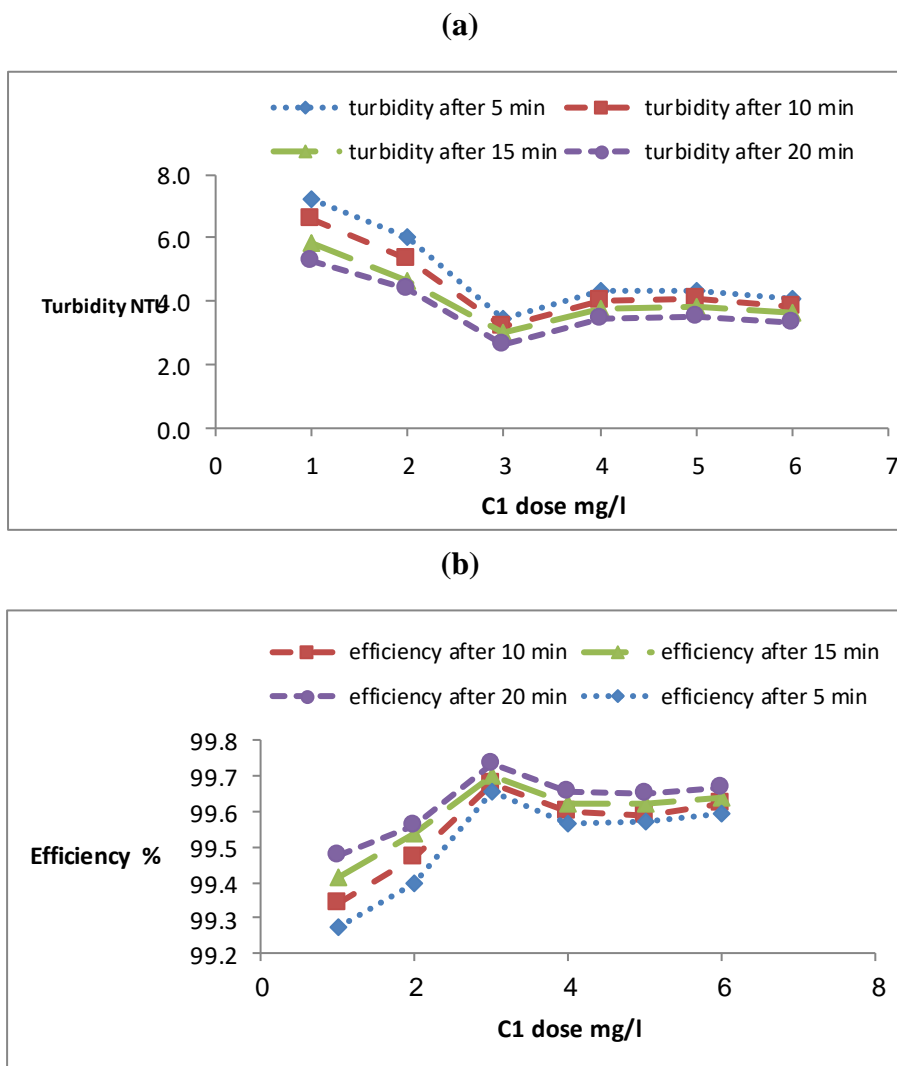 (a)
turbidity after 5 min turbidity after 10 min
turbidity after 15 min turbidity after 20 min
8.0
6.0
4.0
2.0
0.0
Turbidity NTU
0 1 2 3 4 5 6 7
C1 dose mg/l
(b)
efficiency after 10 min efficiency after 15 min
efficiency after 20 min efficiency after 5 min
99.8
99.7
99.6
99.5
99.4
99.3
99.2
Efficiency %
0 2 4 6 8
C1 dose mg/l